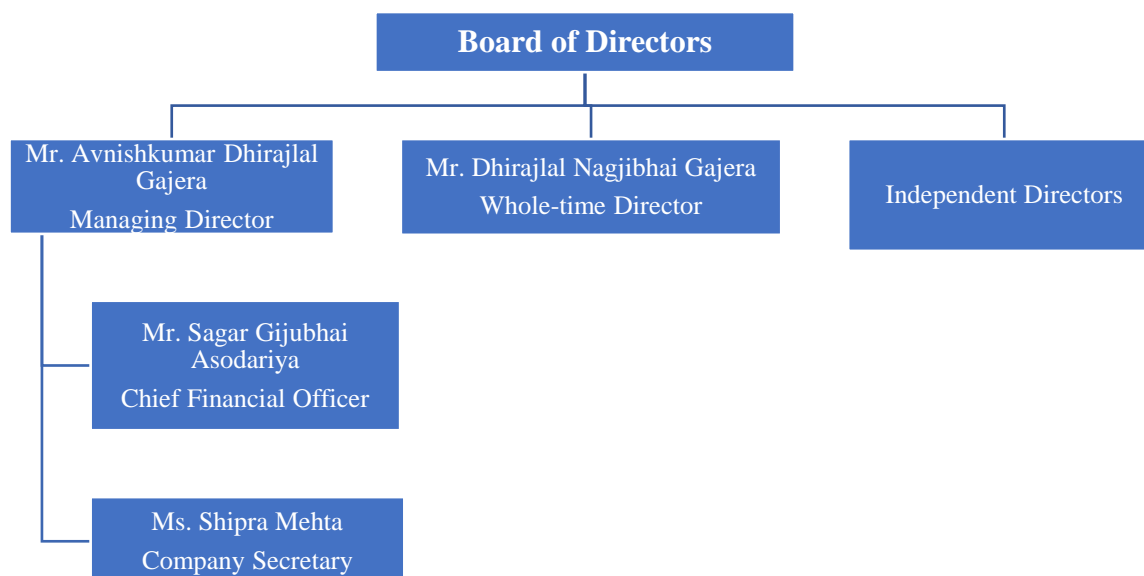 Board of Directors
Mr. Avnishkumar Dhirajlal
Gajera
Managing Director
Mr. Dhirajlal Nagjibhai Gajera
Whole-time Director
Independent Directors
Mr. Sagar Gijubhai
Asodariya
Chief Financial Officer
Ms. Shipra Mehta
Company Secretary